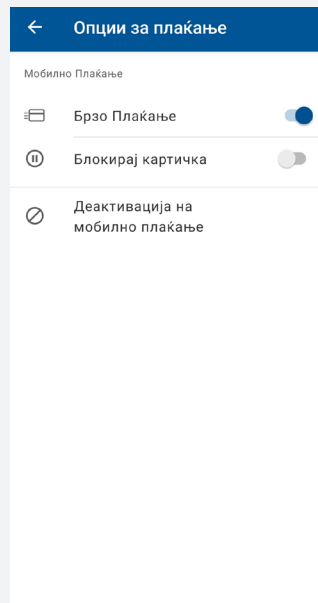 Опции за плаќање
Мобилно Плаќање
Брзо Плаќање
Блокирај картичка
Деактивација на
мобилно плаќање